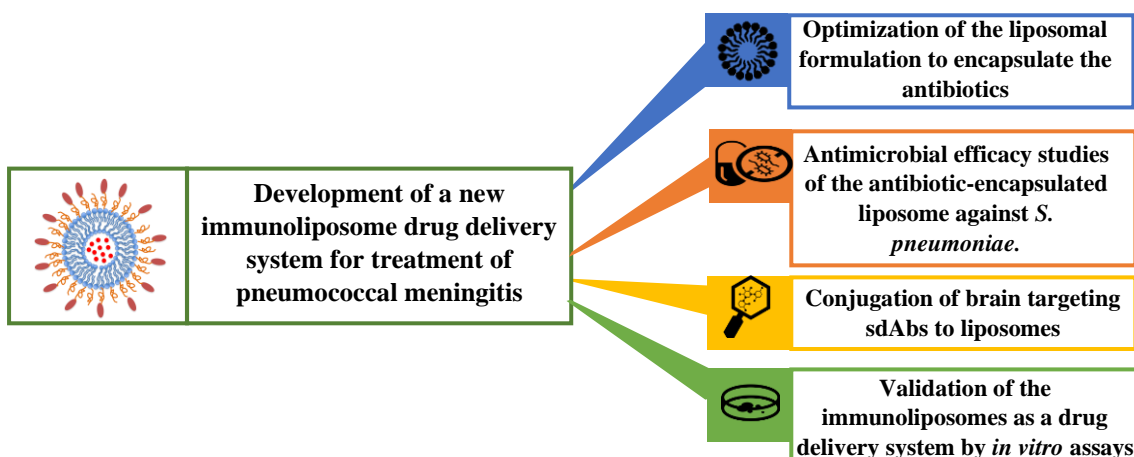 Optimization of the liposomal
formulation to encapsulate the
antibiotics
Antimicrobial efficacy studies
of the antibiotic-encapsulated
liposome against S.
pneumoniae.
Development of a new
immunoliposome drug delivery
system for treatment of
pneumococcal meningitis
Conjugation of brain targeting
sdAbs to liposomes
Validation of the
immunoliposomes as a drug
delivery system by in vitro assays